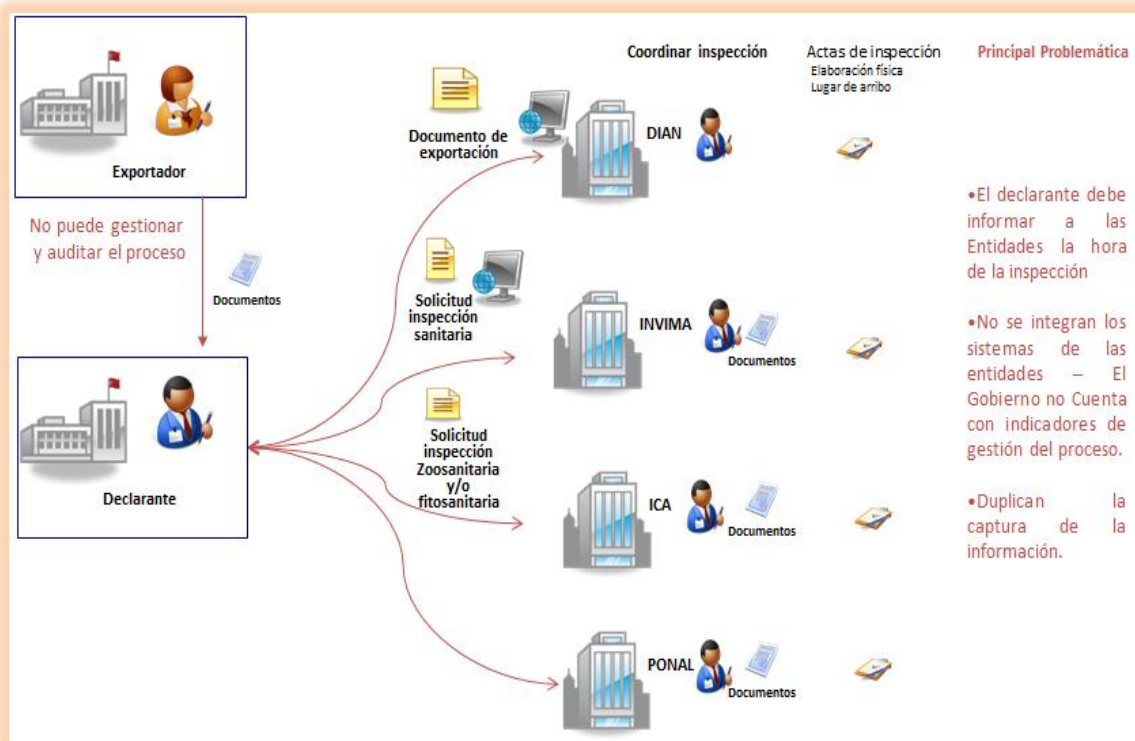 Coordinar inspección
Actas de inspección
Elaboración física
Lugar de arribo
Principal Problemática
Exportador
No puede gestionar
y auditar el proceso
Documentos
Declarante
Documento de
exportación
DIAN
Solicitud
inspección
sanitaria
INVIMA
Documentos
Solicitud
inspección
Zoosanitaria
y/o
fitosanitaria
ICA
Documentos
PONAL
Documentos
•El declarante debe
informar a las
Entidades la hora
de la inspección
•No se integran los
sistemas de las
entidades – El
Gobierno no Cuenta
con indicadores de
gestión del proceso.
•Duplican la
captura de la
información.